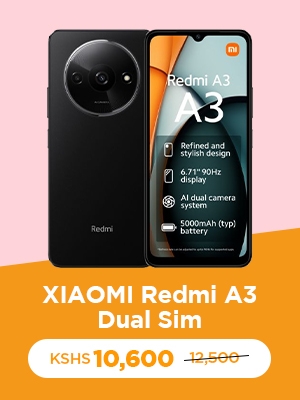 mi
Redmi A3
A3
Refined and
stylish design
6.71" 90Hz
display
AI dual camera
system
5000mAh (typ)
battery
Redmi
XIAOMI Redmi A3
Dual Sim
KSHS 10,600 12,500